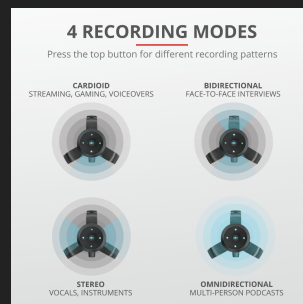 4 RECORDING MODES
Press the top button for different recording patterns
CARDIOID
STREAMING, GAMING, VOICEOVERS
BIDIRECTIONAL
FACE-TO-FACE INTERVIEWS
STEREO
VOCALS, INSTRUMENTS
OMNIDIRECTIONAL
MULTI-PERSON PODCASTS